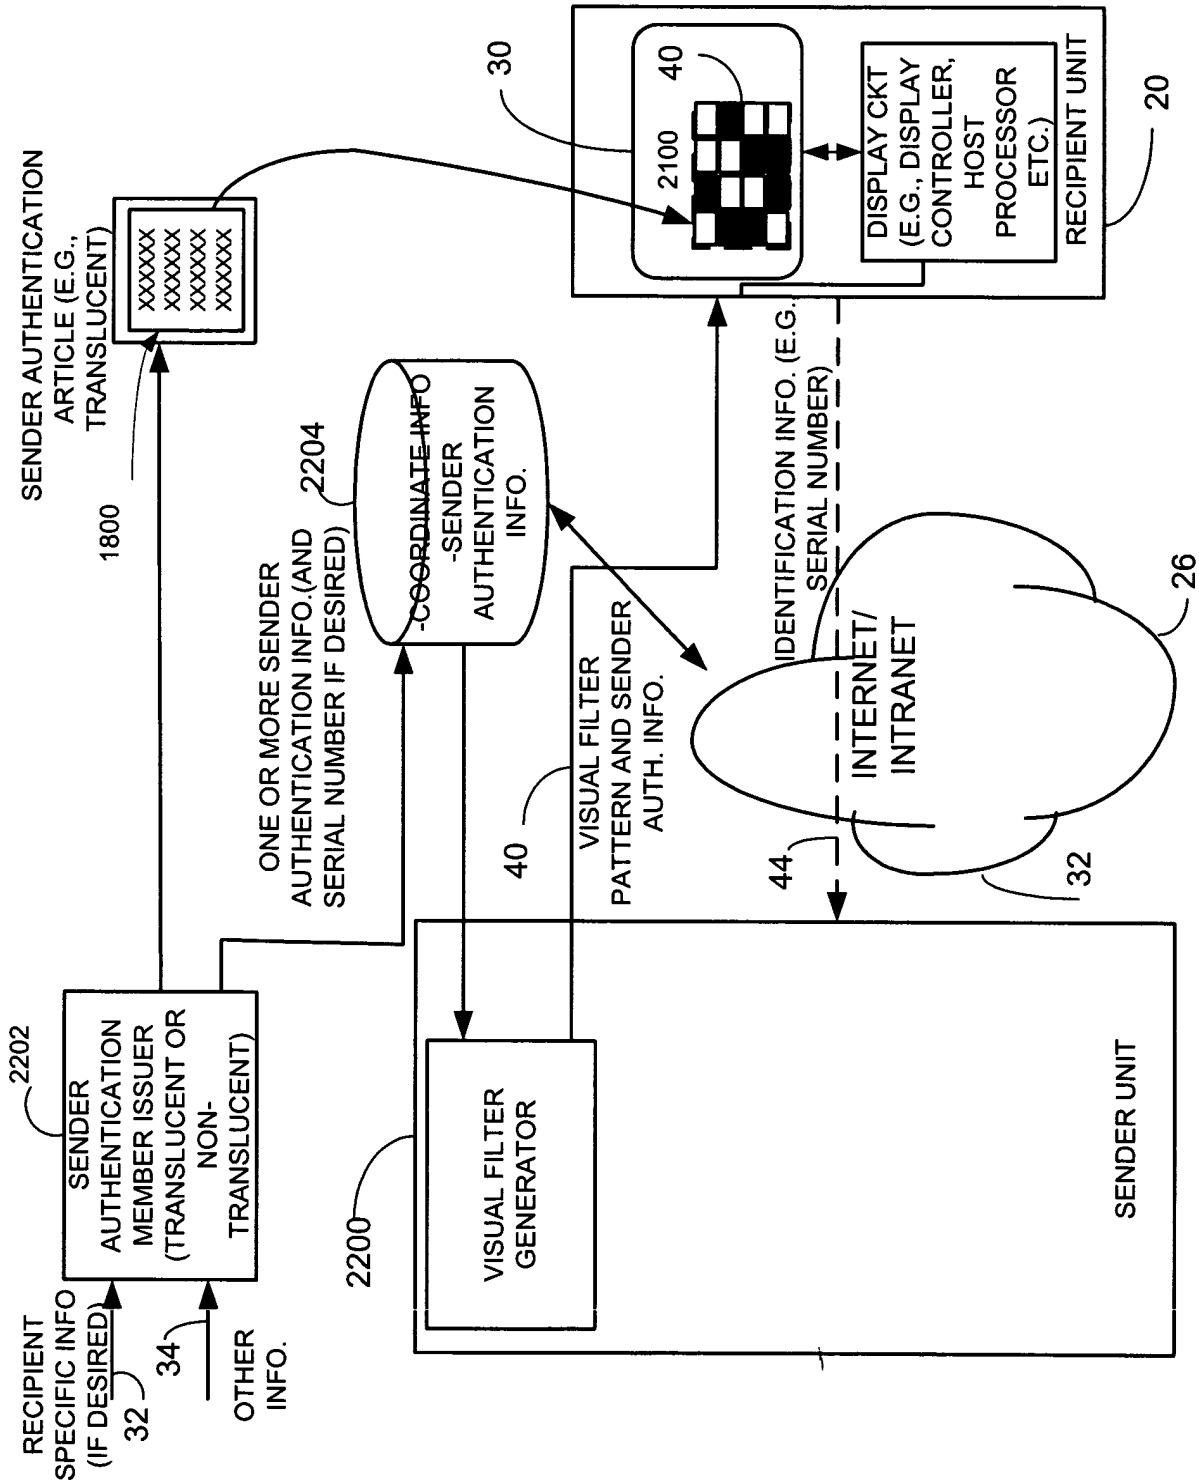 RECIPIENT
SPECIFIC INFO
(IF DESIRED)
32
34
OTHER
INFO.
2202
SENDER
AUTHENTICATION
MEMBER ISSUER
(TRANSLUCENT OR
NON-
TRANSLUCENT)
SENDER AUTHENTICATION
ARTICLE (E.G.,
TRANSLUCENT)
1800
XXXXXX
XXXXXX
XXXXXX
XXXXXX
ONE OR MORE SENDER
AUTHENTICATION INFO.(AND
SERIAL NUMBER IF DESIRED)
2204
-COORDINATE INFO
-SENDER
AUTHENTICATION
INFO.
2200
VISUAL FILTER
GENERATOR
SENDER UNIT
40
VISUAL FILTER
PATTERN AND SENDER
AUTH. INFO.
IDENTIFICATION INFO. (E.G.,
SERIAL NUMBER)
44
INTERNET/
INTRANET
32
26
30
2100
40
DISPLAY CKT
(E.G., DISPLAY
CONTROLLER,
HOST
PROCESSOR
ETC.)
RECIPIENT UNIT
20